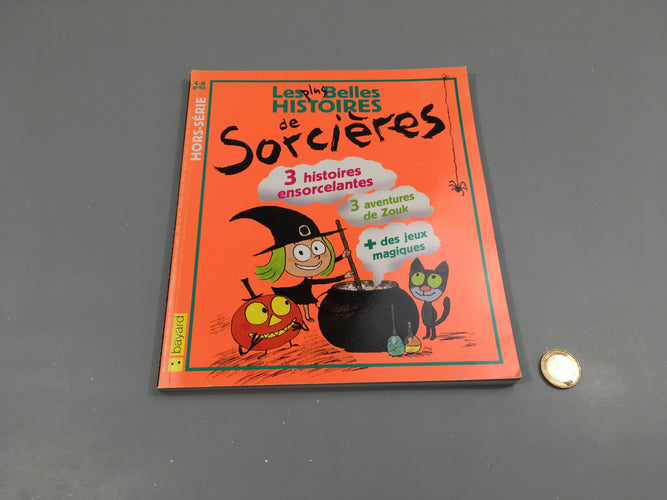 4-8 ans
HORS-SÉRIE
Les plus Belles
HISTOIRES
de
Sorcières
3 histoires
ensorcelantes
3 aventures
de Zouk
+ des jeux
magiques
bayard